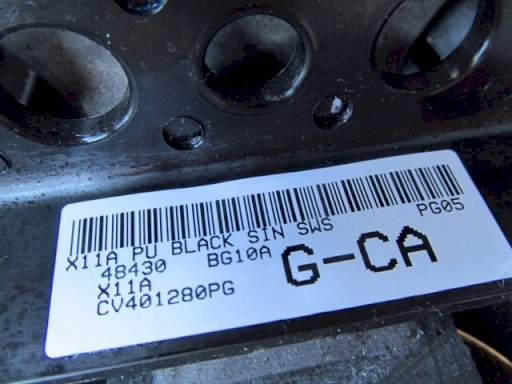 X11A PU BLACK SIN SWS PG05
48430 BG10A G-CA
X11A
CV401280PG